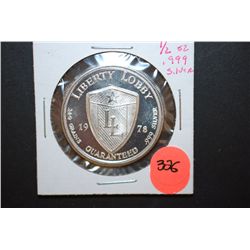 1/2 oz
.999
Silver
LIBERTY LOBBY
19 78
LL
GUARANTEED
326